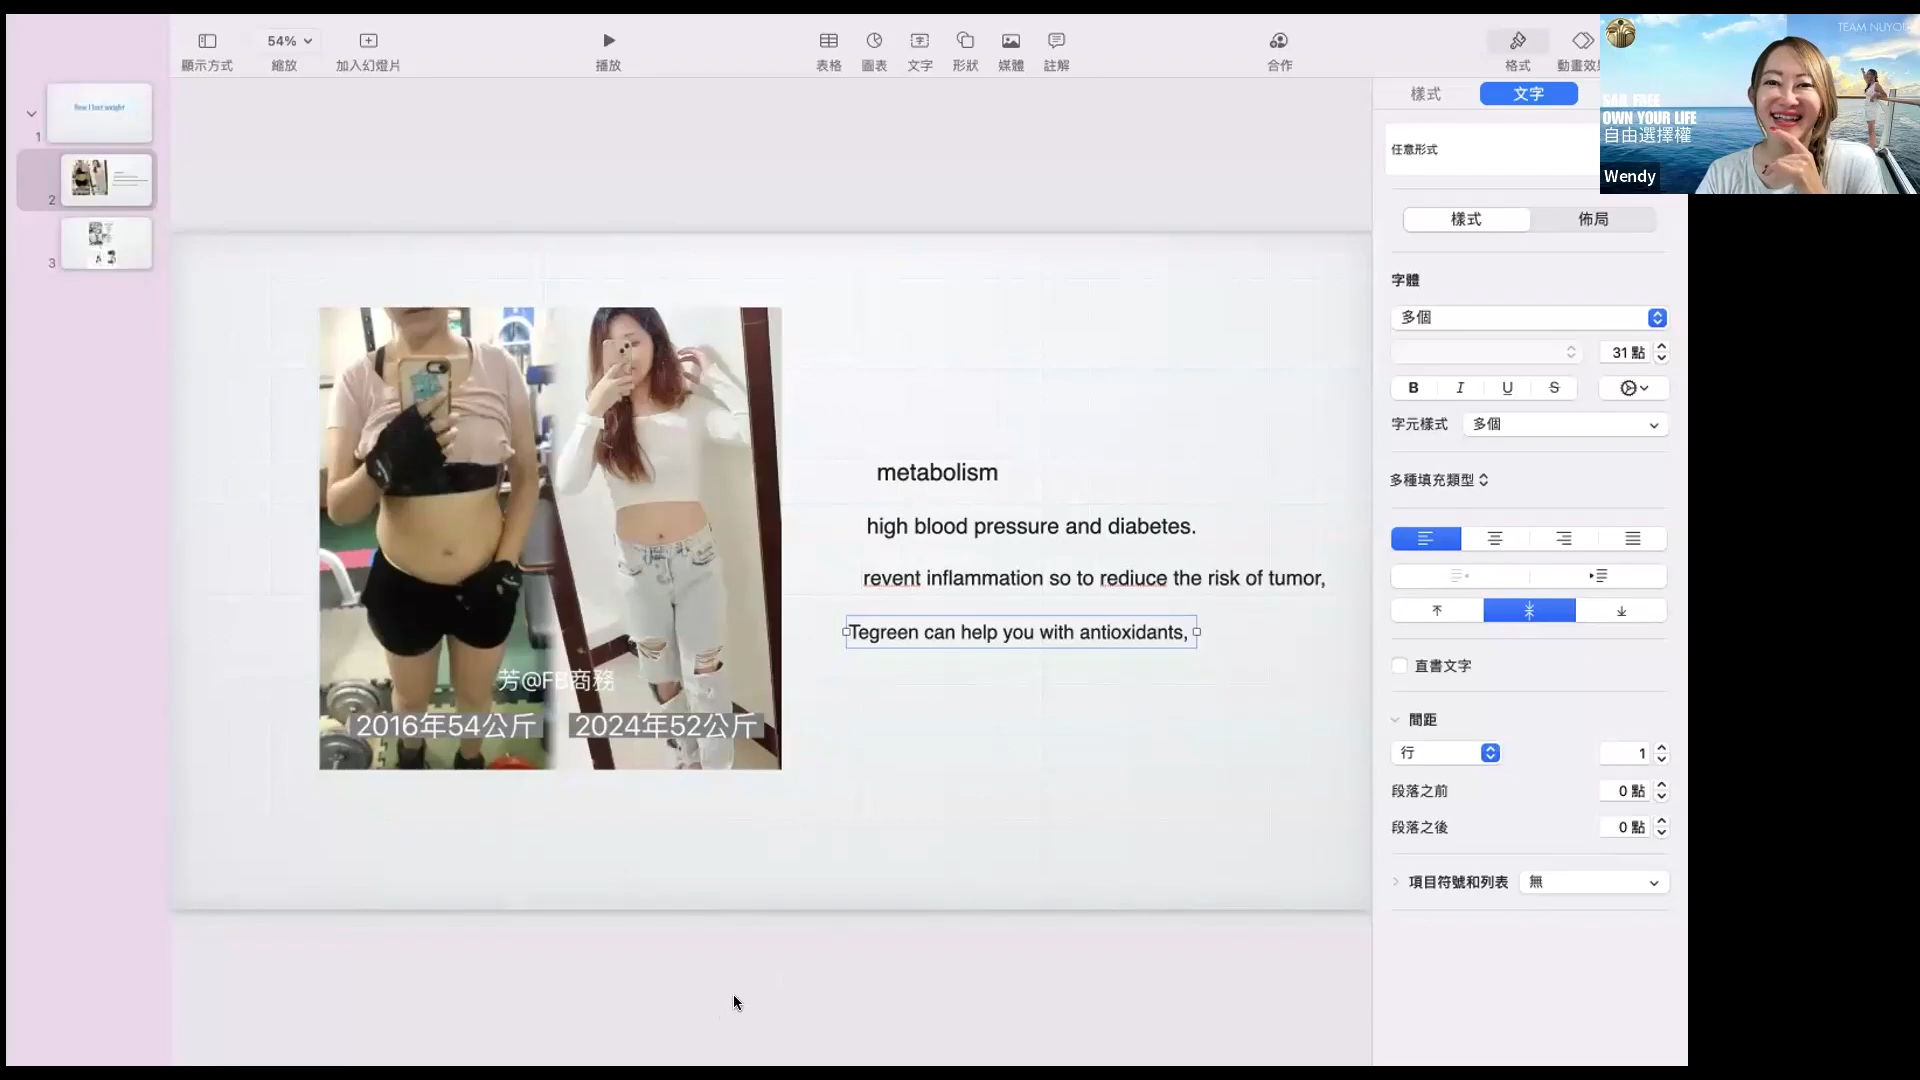 54%
顯示方式
縮放
加入幻燈片
播放
表格
圖表
文字
形狀
媒體
註解
合作
格式
動畫效
TEAM NUYOU
SAIL FREE
OWN YOUR LIFE
自由選擇權
Wendy
1
How I lost weight
2
3
metabolism
high blood pressure and diabetes.
revent inflammation so to rediuce the risk of tumor,
Tegreen can help you with antioxidants,
芳@FB商務
2016年54公斤
2024年52公斤
樣式
文字
任意形式
樣式
佈局
字體
多個
31 點
B I U S
字元樣式
多個
多種填充類型
直書文字
間距
行
1
段落之前
0 點
段落之後
0 點
項目符號和列表
無